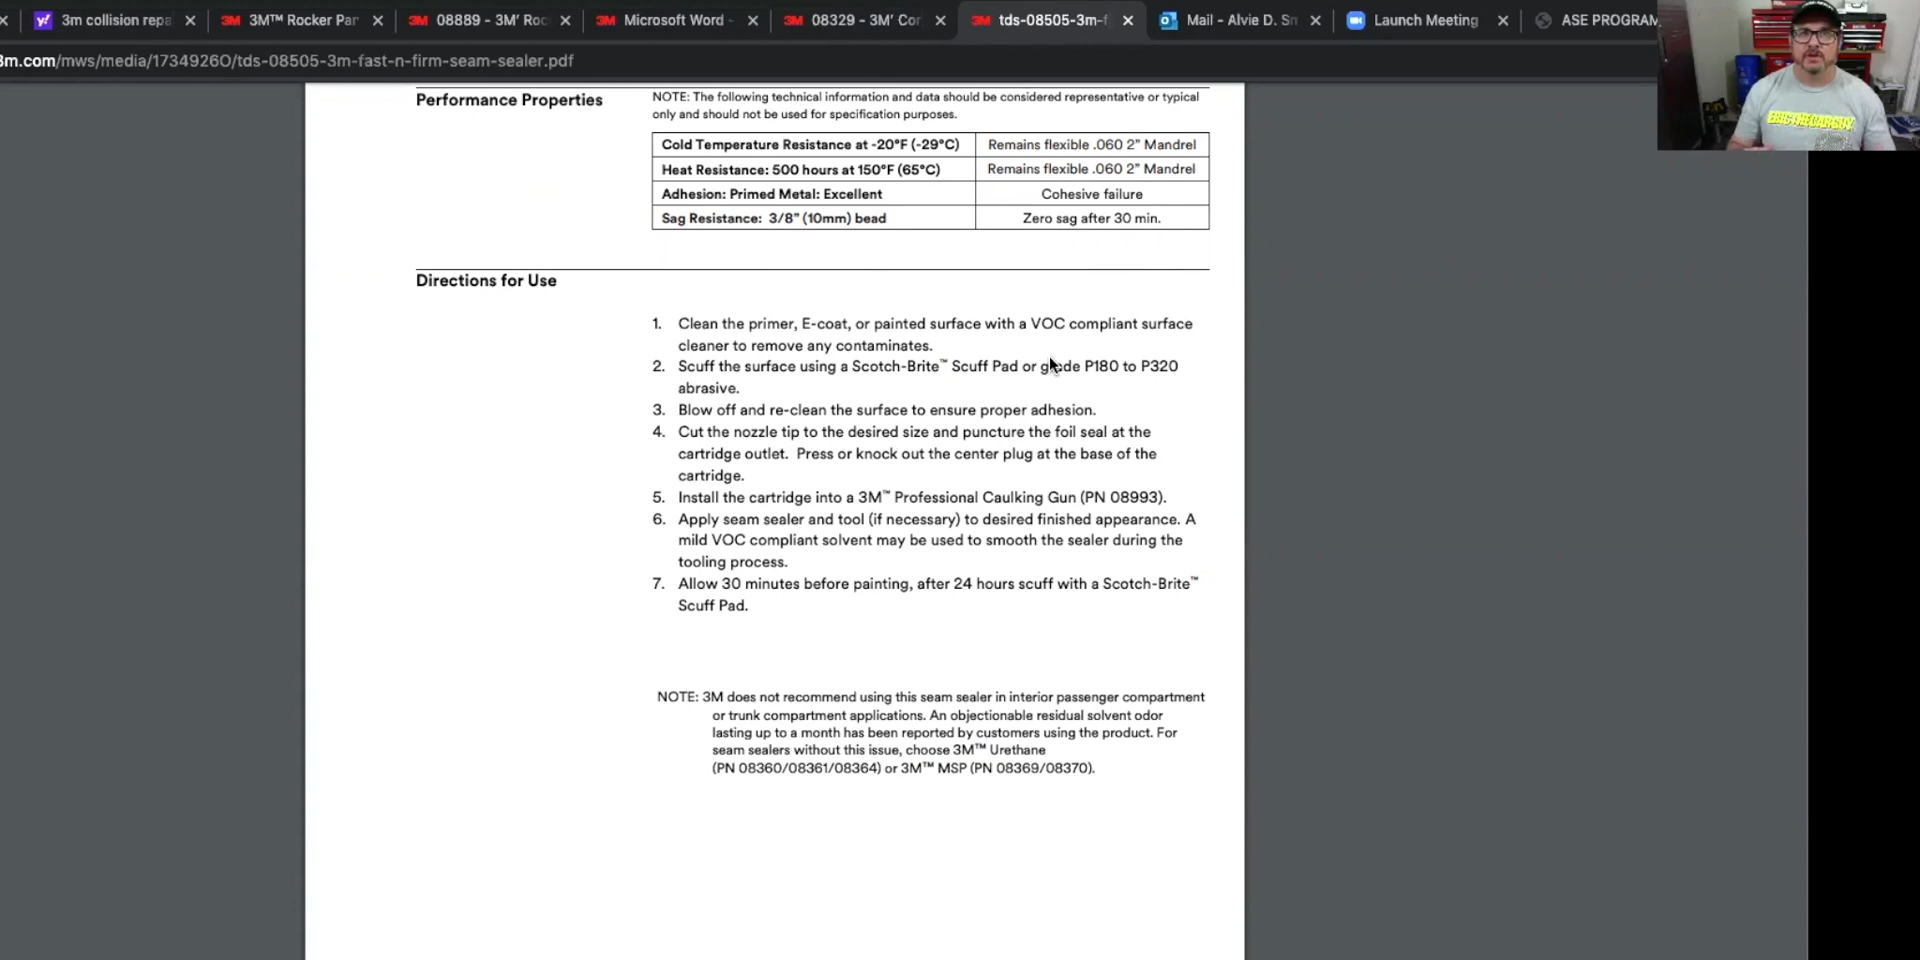 3m collision repa
3M 3M™ Rocker Par
3M 08889 - 3M' Roc
3M Microsoft Word -
3M 08329 - 3M' Cor
3M tds-08505-3m-f
Mail - Alvie D. Sm
Launch Meeting
ASE PROGRAM
3m.com/mws/media/1734926O/tds-08505-3m-fast-n-firm-seam-sealer.pdf
Performance Properties
NOTE: The following technical information and data should be considered representative or typical
only and should not be used for specification purposes.
Cold Temperature Resistance at -20°F (-29°C) Remains flexible .060 2” Mandrel
Heat Resistance: 500 hours at 150°F (65°C) Remains flexible .060 2” Mandrel
Adhesion: Primed Metal: Excellent Cohesive failure
Sag Resistance: 3/8” (10mm) bead Zero sag after 30 min.
Directions for Use
1. Clean the primer, E-coat, or painted surface with a VOC compliant surface
cleaner to remove any contaminates.
2. Scuff the surface using a Scotch-Brite™ Scuff Pad or grade P180 to P320
abrasive.
3. Blow off and re-clean the surface to ensure proper adhesion.
4. Cut the nozzle tip to the desired size and puncture the foil seal at the
cartridge outlet. Press or knock out the center plug at the base of the
cartridge.
5. Install the cartridge into a 3M™ Professional Caulking Gun (PN 08993).
6. Apply seam sealer and tool (if necessary) to desired finished appearance. A
mild VOC compliant solvent may be used to smooth the sealer during the
tooling process.
7. Allow 30 minutes before painting, after 24 hours scuff with a Scotch-Brite™
Scuff Pad.
NOTE: 3M does not recommend using this seam sealer in interior passenger compartment
or trunk compartment applications. An objectionable residual solvent odor
lasting up to a month has been reported by customers using the product. For
seam sealers without this issue, choose 3M™ Urethane
(PN 08360/08361/08364) or 3M™ MSP (PN 08369/08370).
ERICTHECARGUY